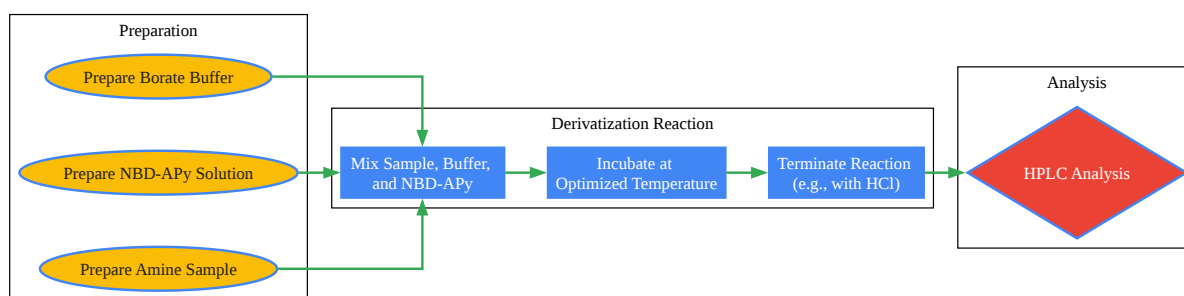 Preparation
Prepare Borate Buffer
Prepare NBD-APy Solution
Prepare Amine Sample
Derivatization Reaction
Mix Sample, Buffer,
and NBD-APy
Incubate at
Optimized Temperature
Terminate Reaction
(e.g., with HCl)
Analysis
HPLC Analysis